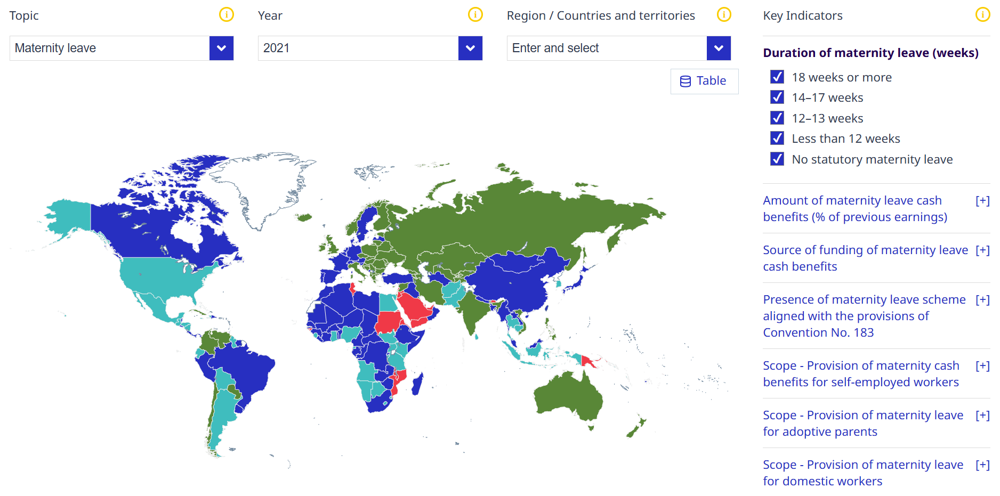 Topic
Maternity leave
Year
2021
Region / Countries and territories
Enter and select
Table
Key Indicators
Duration of maternity leave (weeks)
18 weeks or more
14–17 weeks
12–13 weeks
Less than 12 weeks
No statutory maternity leave
Amount of maternity leave cash [+]
benefits (% of previous earnings)
Source of funding of maternity leave [+]
cash benefits
Presence of maternity leave scheme [+]
aligned with the provisions of
Convention No. 183
Scope - Provision of maternity cash [+]
benefits for self-employed workers
Scope - Provision of maternity leave [+]
for adoptive parents
Scope - Provision of maternity leave [+]
for domestic workers